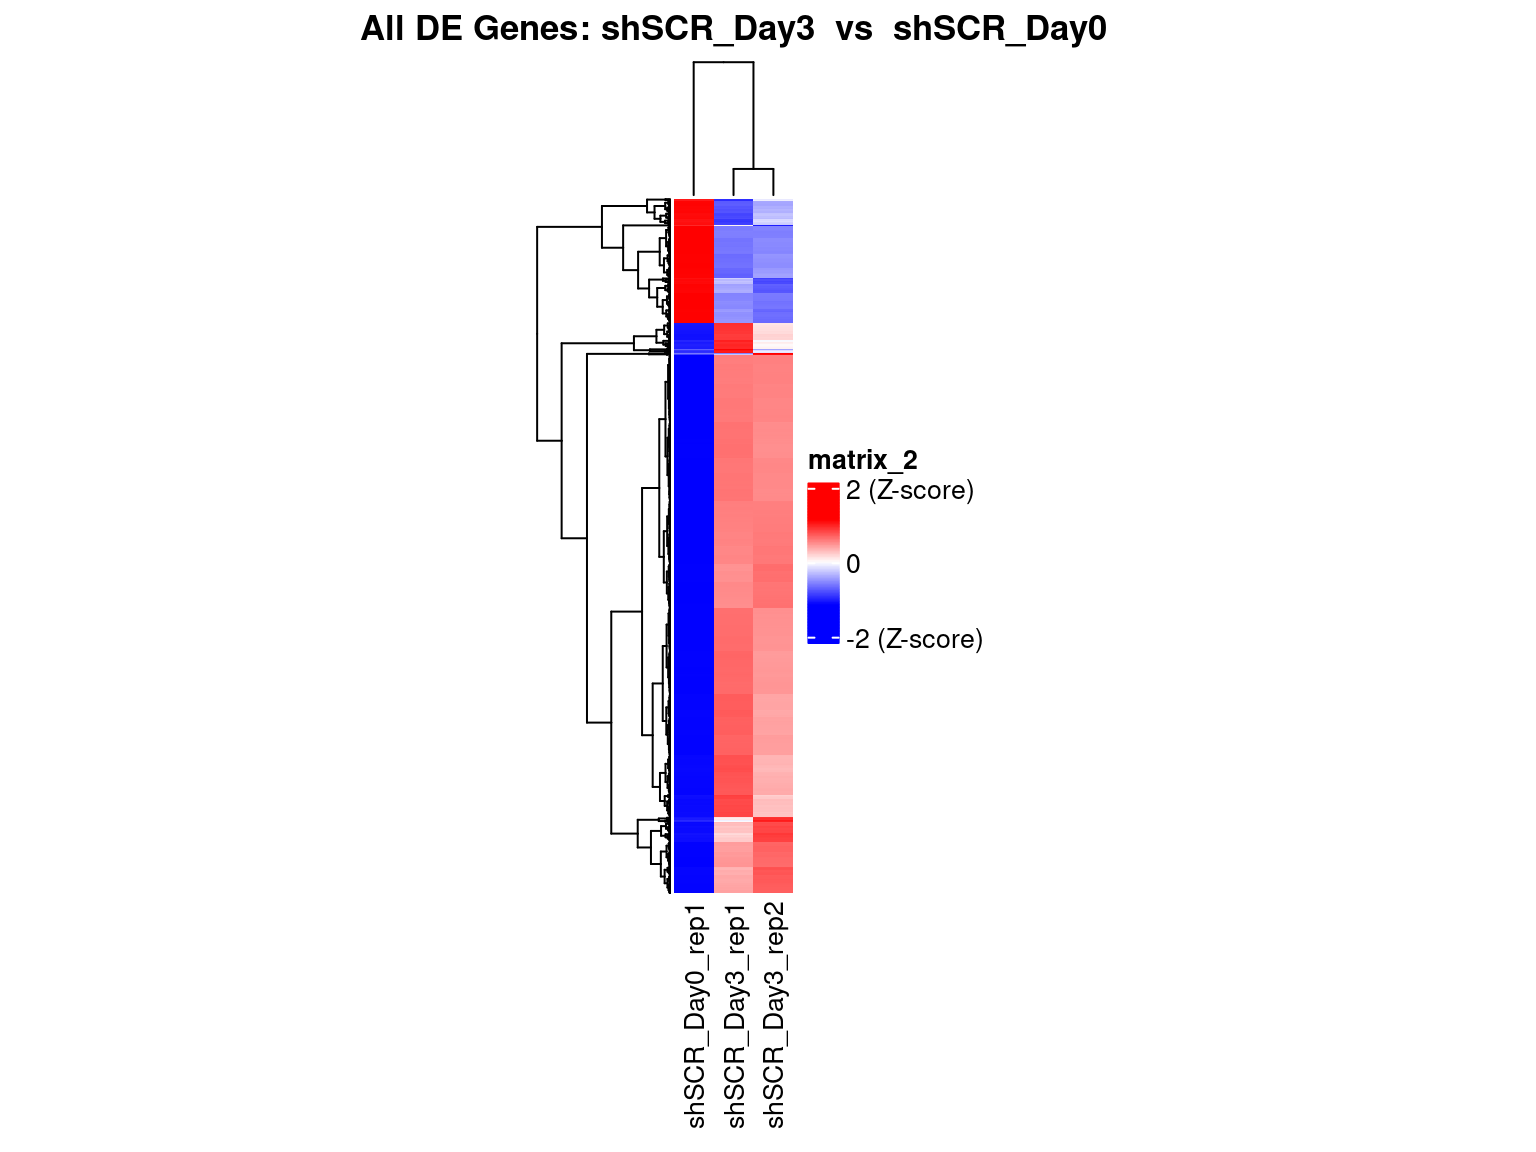 All DE Genes: shSCR_Day3  vs  shSCR_Day0
matrix_2
2 (Z-score)
0
-2 (Z-score)
shSCR_Day0_rep1
shSCR_Day3_rep1
shSCR_Day3_rep2